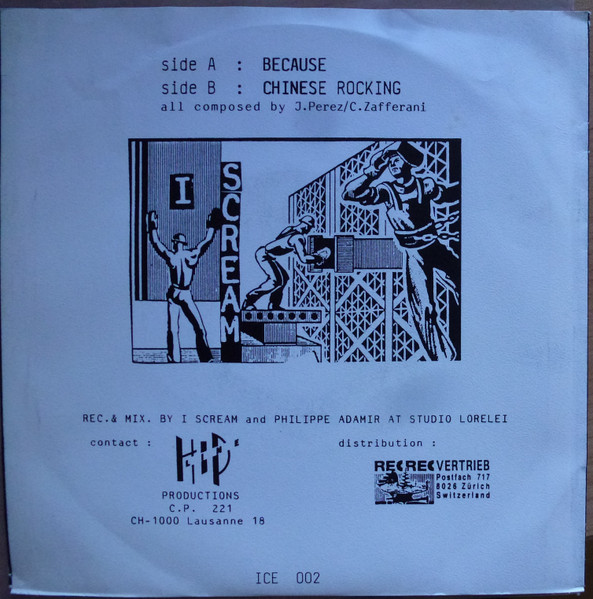 side A : BECAUSE
side B : CHINESE ROCKING
all composed by J.Perez/C.Zafferani
I
SCREAM
REC.& MIX. BY I SCREAM and PHILIPPE ADAMIR AT STUDIO LORELEI
contact :
PRODUCTIONS
C.P. 221
CH-1000 Lausanne 18
distribution :
RECREC VERTRIEB
Postfach 717
8026 Zürich
Switzerland
ICE 002